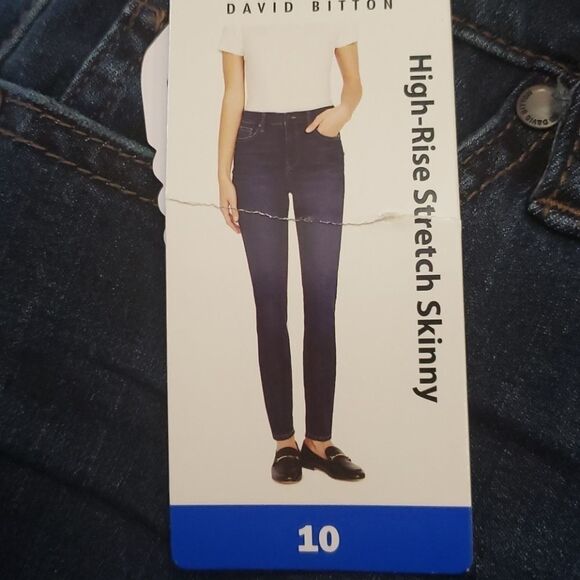 DAVID BITTON
High-Rise Stretch Skinny
10